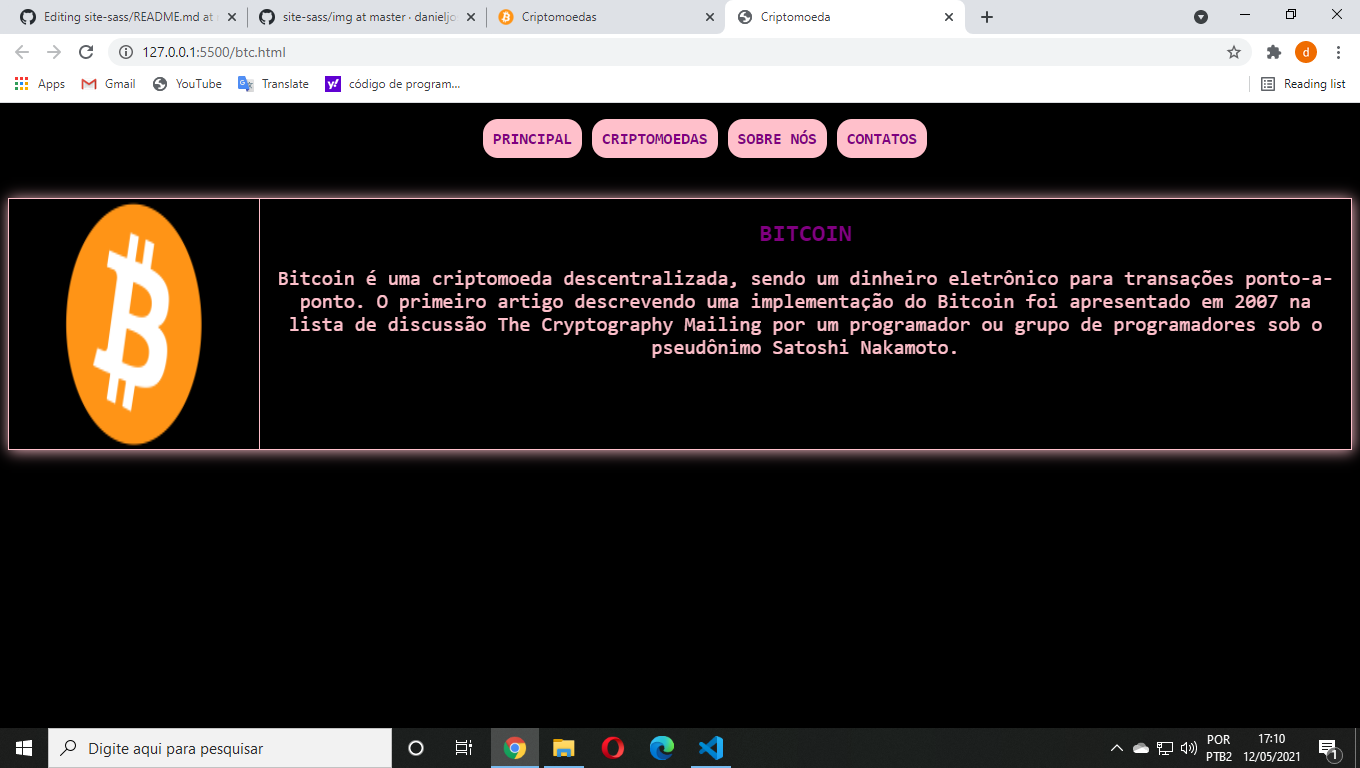 Editing site-sass/README.md at
site-sass/img at master · danieljo
Criptomoedas
Criptomoeda
127.0.0.1:5500/btc.html
d
Apps
Gmail
YouTube
Translate
código de program...
Reading list
PRINCIPAL
CRIPTOMOEDAS
SOBRE NÓS
CONTATOS
BITCOIN
Bitcoin é uma criptomoeda descentralizada, sendo um dinheiro eletrônico para transações ponto-a-
ponto. O primeiro artigo descrevendo uma implementação do Bitcoin foi apresentado em 2007 na
lista de discussão The Cryptography Mailing por um programador ou grupo de programadores sob o
pseudônimo Satoshi Nakamoto.
Digite aqui para pesquisar
POR
PTB2
17:10
12/05/2021
1